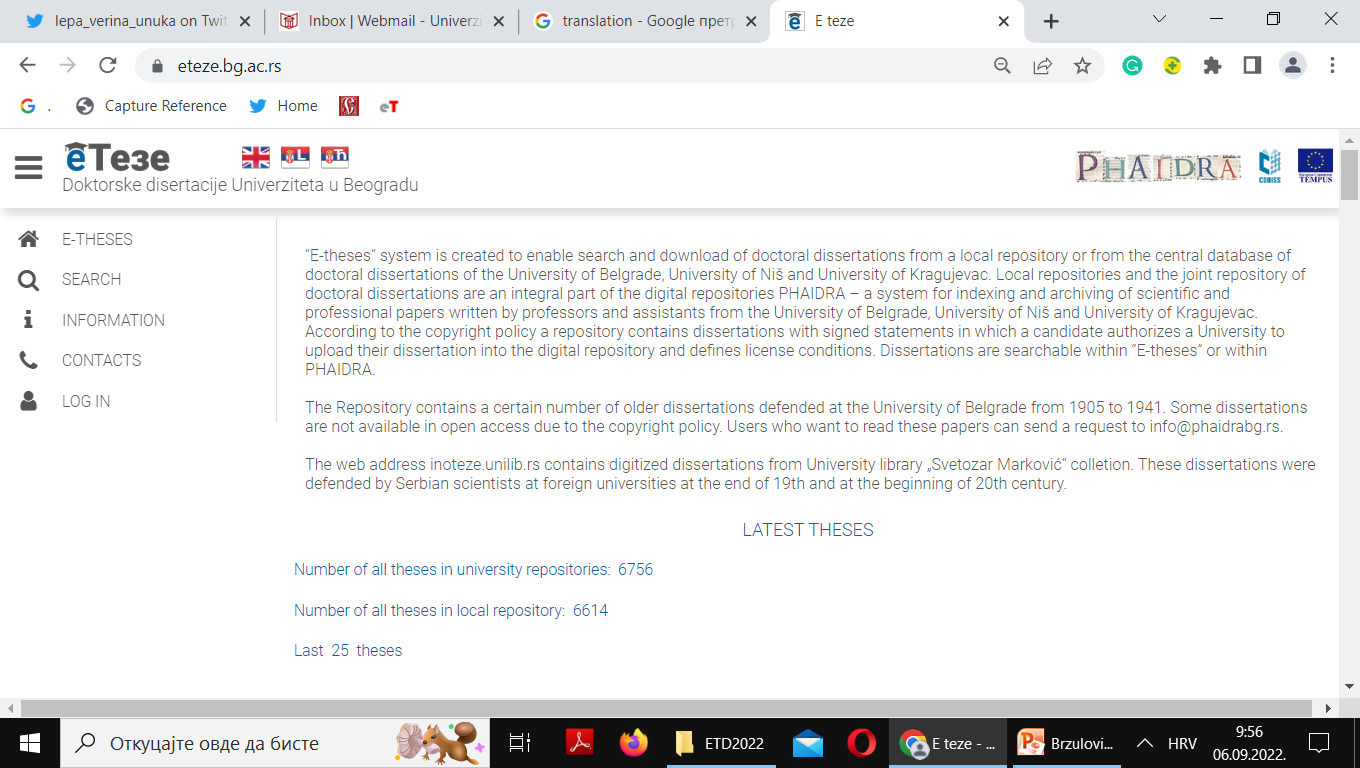 lepa_verina_unuka on Twit
Inbox | Webmail - Univerzi
translation - Google претр
E teze
eteze.bg.ac.rs
G .
Capture Reference
Home
eT
eТезе
Doktorske disertacije Univerziteta u Beogradu
PHAIDRA
COBISS
TEMPUS
E-THESES
SEARCH
INFORMATION
CONTACTS
LOG IN
“E-theses” system is created to enable search and download of doctoral dissertations from a local repository or from the central database of
doctoral dissertations of the University of Belgrade, University of Niš and University of Kragujevac. Local repositories and the joint repository of
doctoral dissertations are an integral part of the digital repositories PHAIDRA – a system for indexing and archiving of scientific and
professional papers written by professors and assistants from the University of Belgrade, University of Niš and University of Kragujevac.
According to the copyright policy a repository contains dissertations with signed statements in which a candidate authorizes a University to
upload their dissertation into the digital repository and defines license conditions. Dissertations are searchable within “E-theses” or within
PHAIDRA.
The Repository contains a certain number of older dissertations defended at the University of Belgrade from 1905 to 1941. Some dissertations
are not available in open access due to the copyright policy. Users who want to read these papers can send a request to info@phaidrabg.rs.
The web address inoteze.unilib.rs contains digitized dissertations from University library „Svetozar Marković” colletion. These dissertations were
defended by Serbian scientists at foreign universities at the end of 19th and at the beginning of 20th century.
LATEST THESES
Number of all theses in university repositories: 6756
Number of all theses in local repository: 6614
Last 25 theses
Откуцајте овде да бисте
ETD2022
E teze - ...
Brzulovi...
HRV
9:56
06.09.2022.